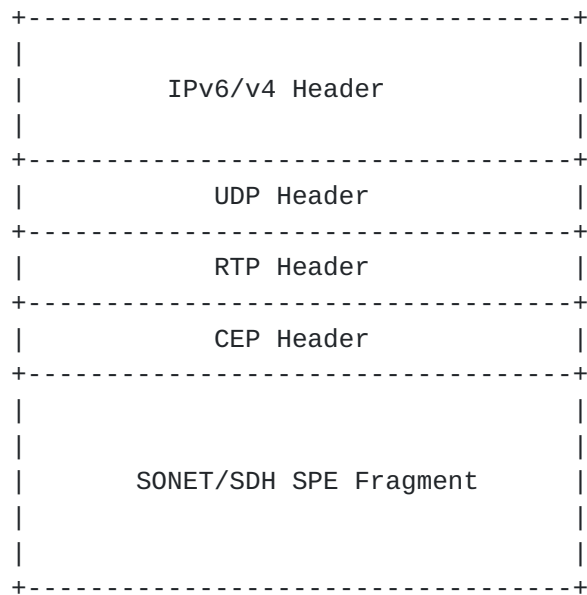 IPv6/v4 Header
UDP Header
RTP Header
CEP Header
SONET/SDH SPE Fragment